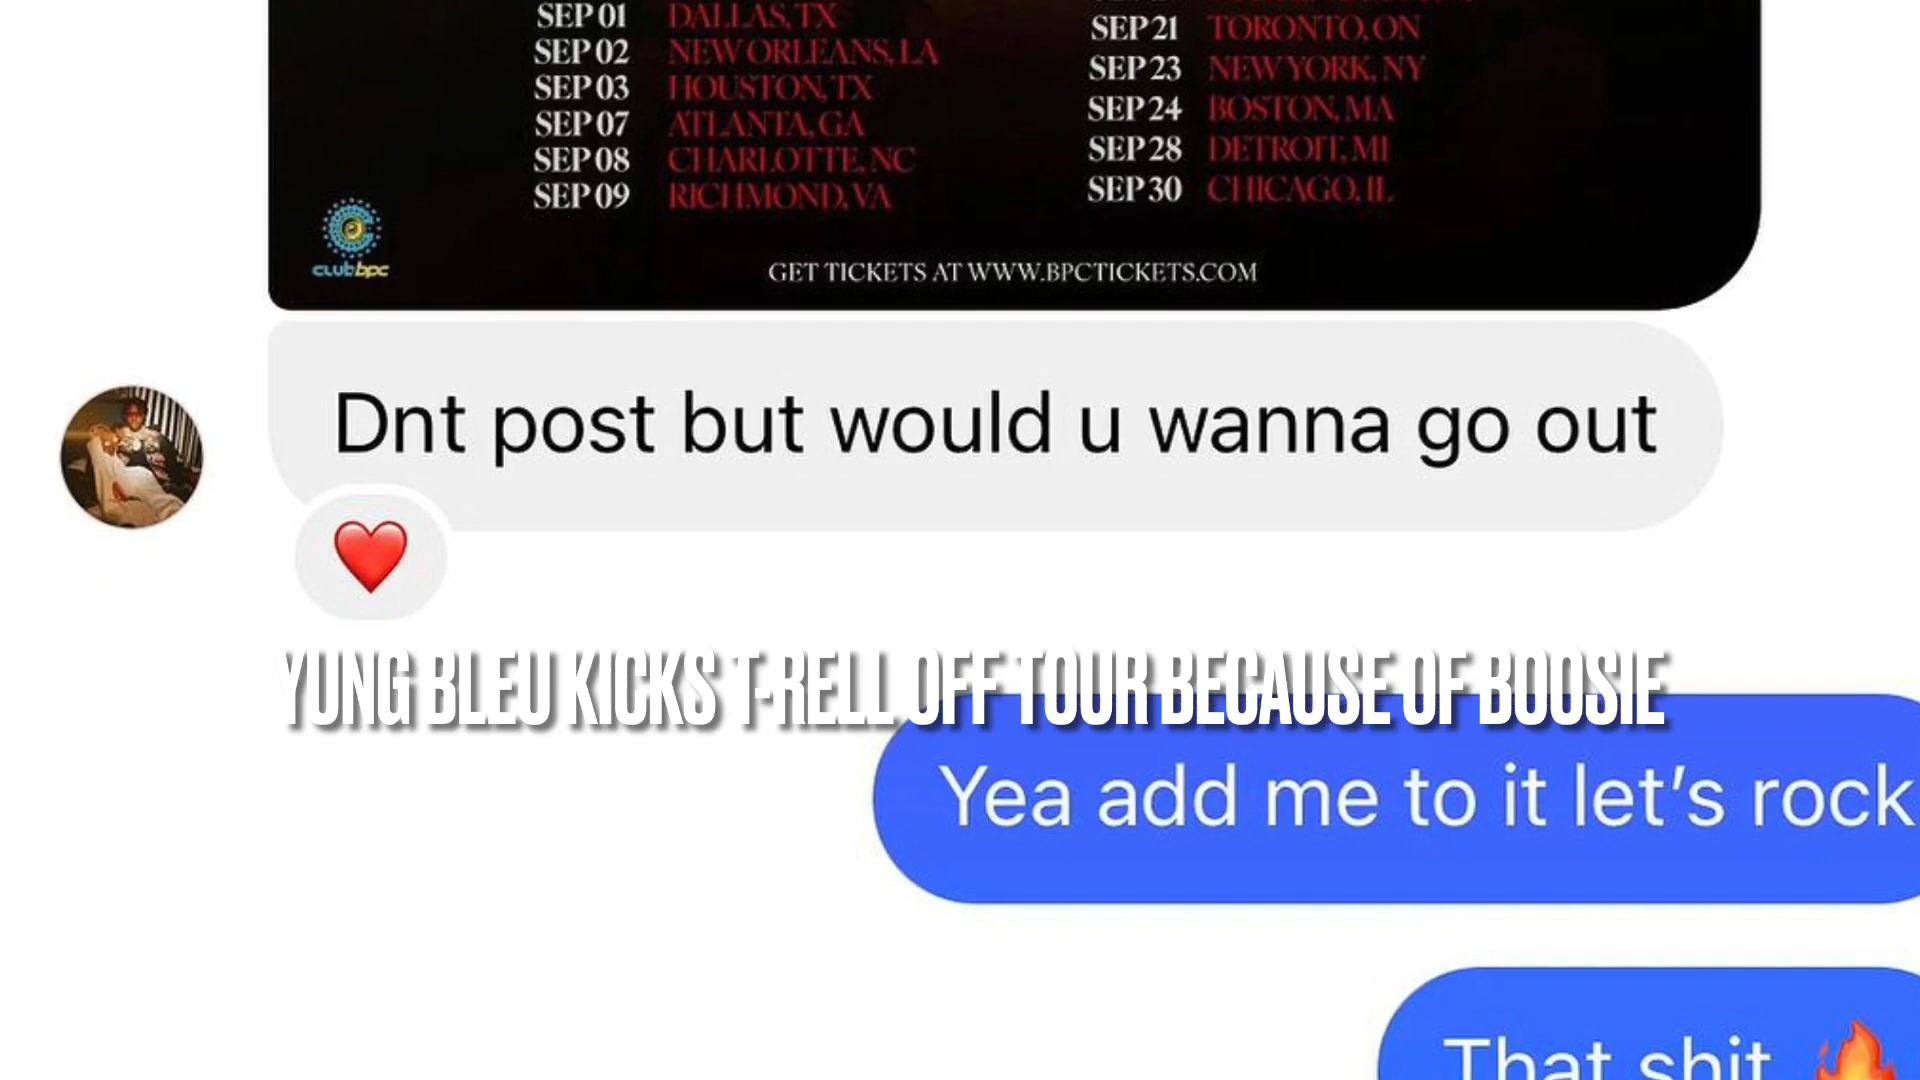 SEP 01 DALLAS, TX
SEP 02 NEW ORLEANS, LA
SEP 03 HOUSTON, TX
SEP 07 ATLANTA, GA
SEP 08 CHARLOTTE, NC
SEP 09 RICHMOND, VA
SEP 21 TORONTO, ON
SEP 23 NEW YORK, NY
SEP 24 BOSTON, MA
SEP 28 DETROIT, MI
SEP 30 CHICAGO, IL
clubbpc
GET TICKETS AT WWW.BPCTICKETS.COM
Dnt post but would u wanna go out
YUNG BLEU KICKS T-RELL OFF TOUR BECAUSE OF BOOSIE
Yea add me to it let’s rock
That shit